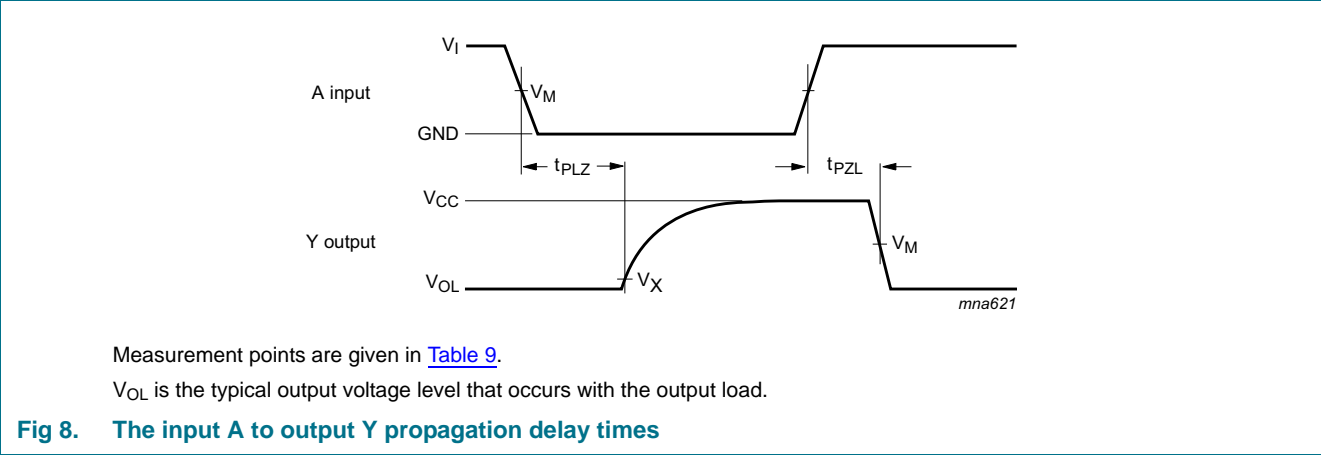 VI
A input
VM
GND
tPLZ
tPZL
VCC
Y output
VM
VOL
VX
mna621
Measurement points are given in Table 9.
VOL is the typical output voltage level that occurs with the output load.
Fig 8. The input A to output Y propagation delay times